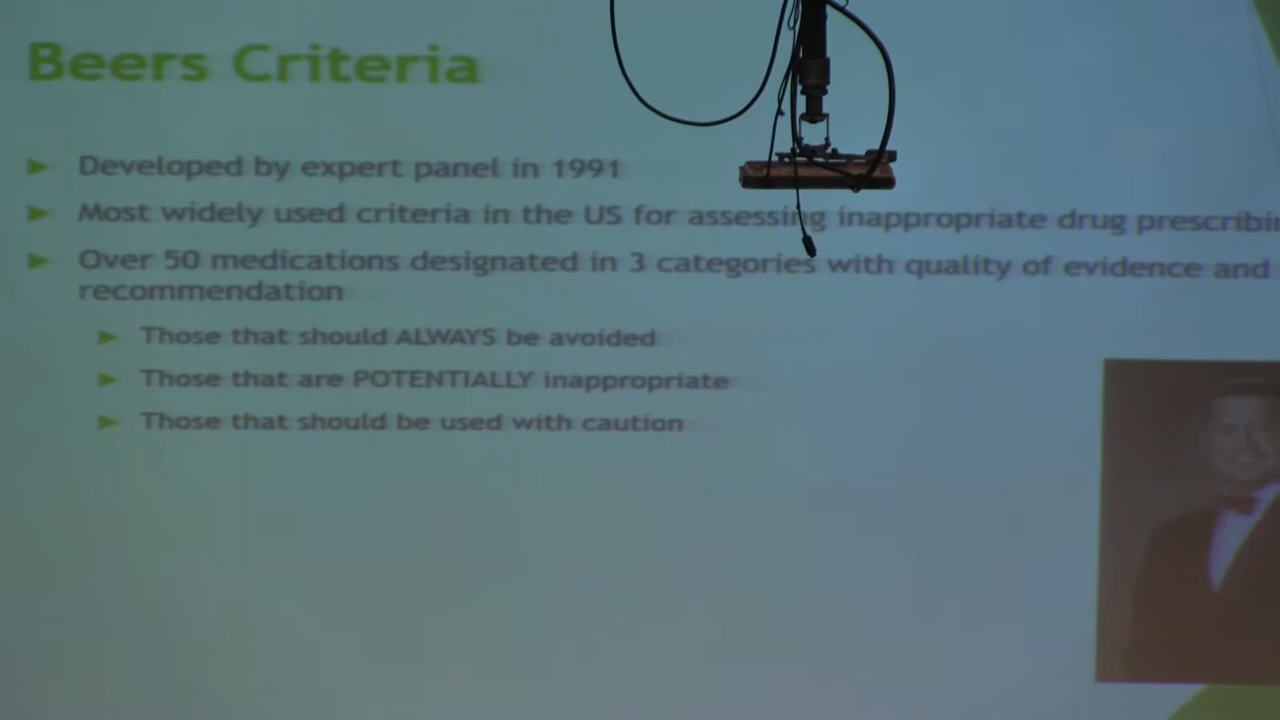 Beers Criteria
Developed by expert panel in 1991
Most widely used criteria in the US for assessing inappropriate drug
Over 50 medications designated in 3 categories with quality of evidence and
recommendation
Those that should ALWAYS be avoided
Those that are POTENTIALLY inappropriate
Those that should be used with caution